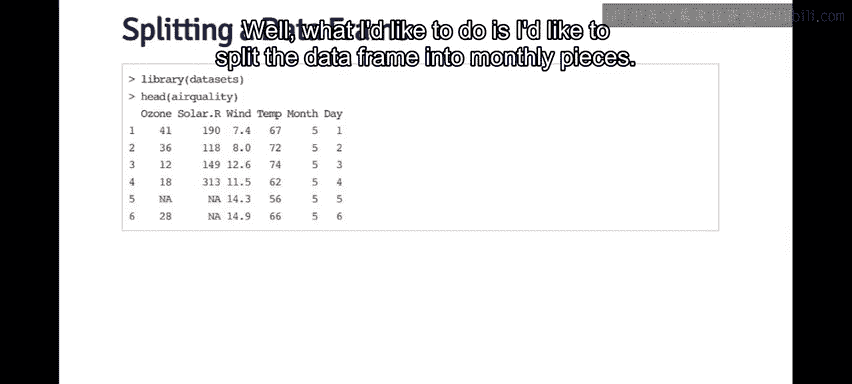 Splitting a Data Frame
Well, what I'd like to do is I'd like to
split the data frame into monthly pieces.
> library(datasets)
> head(airquality)
Ozone Solar.R Wind Temp Month Day
1 41 190 7.4 67 5 1
2 36 118 8.0 72 5 2
3 12 149 12.6 74 5 3
4 18 313 11.5 62 5 4
5 NA NA 14.3 56 5 5
6 28 NA 14.9 66 5 6